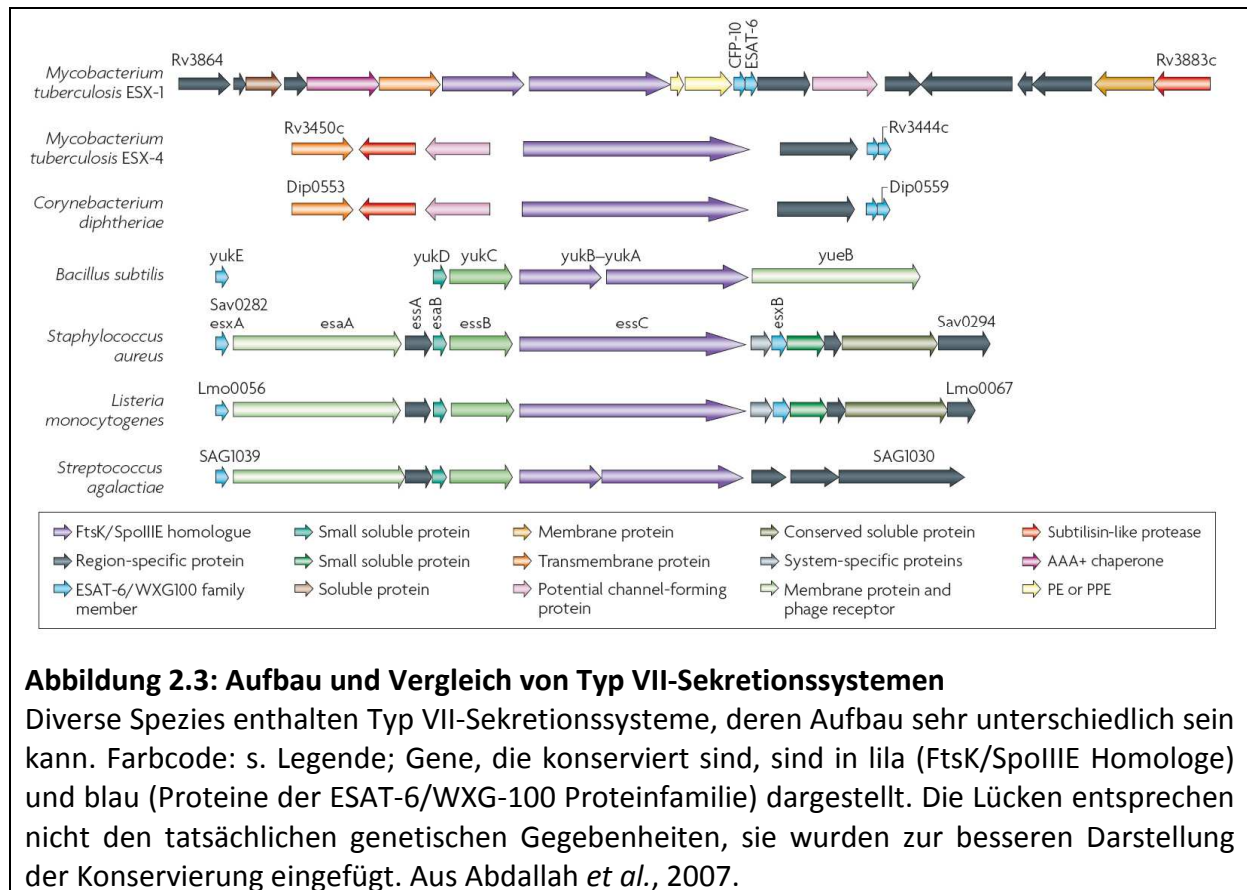 CFP-10
ESAT-6
Rv3864
Rv3883c
Mycobacterium
tuberculosis ESX-1
Rv3450c
Rv3444c
Mycobacterium
tuberculosis ESX-4
Dip0553
Dip0559
Corynebacterium
diphtheriae
yukE
yukD
yukC
yukB–yukA
yueB
Bacillus subtilis
Sav0282
esxA
esaA
essA
esaB
essB
essC
esxB
Sav0294
Staphylococcus
aureus
Lmo0056
Lmo0067
Listeria
monocytogenes
SAG1039
SAG1030
Streptococcus
agalactiae
FtsK/SpoIIIE homologue
Small soluble protein
Membrane protein
Conserved soluble protein
Subtilisin-like protease
Region-specific protein
Small soluble protein
Transmembrane protein
System-specific proteins
AAA+ chaperone
ESAT-6/WXG100 family
member
Soluble protein
Potential channel-forming
protein
Membrane protein and
phage receptor
PE or PPE
Abbildung 2.3: Aufbau und Vergleich von Typ VII-Sekretionssystemen
Diverse Spezies enthalten Typ VII-Sekretionssysteme, deren Aufbau sehr unterschiedlich sein
kann. Farbcode: s. Legende; Gene, die konserviert sind, sind in lila (FtsK/SpoIIIE Homologe)
und blau (Proteine der ESAT-6/WXG-100 Proteinfamilie) dargestellt. Die Lücken entsprechen
nicht den tatsächlichen genetischen Gegebenheiten, sie wurden zur besseren Darstellung
der Konservierung eingefügt. Aus Abdallah et al., 2007.